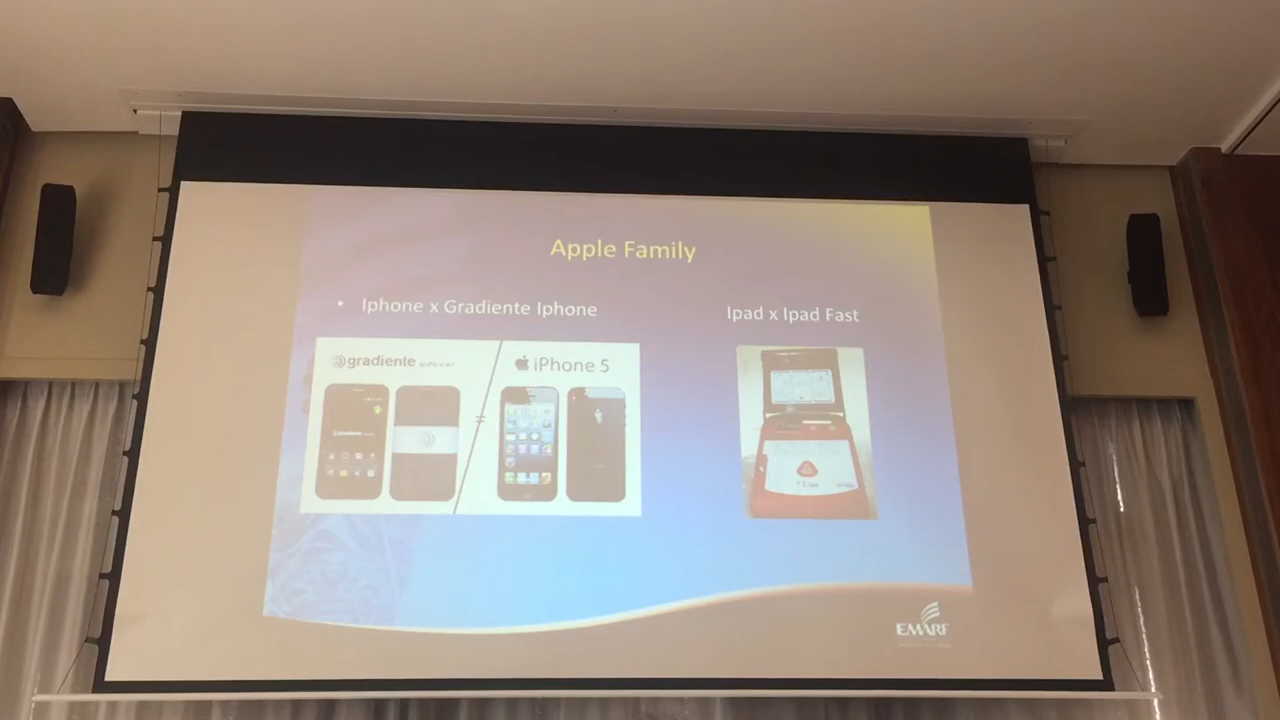 Apple Family
• Iphone x Gradiente Iphone
Ipad x Ipad Fast
gradiente
iPhone 5
=
EMARF